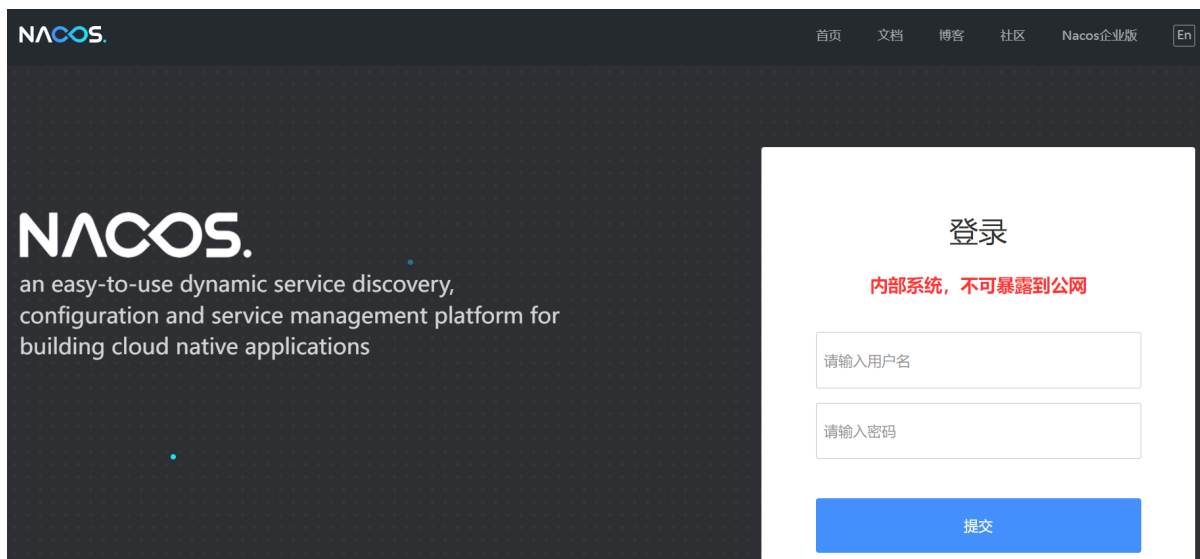 NACOS.
首页 文档 博客 社区 Nacos企业版 En
NACOS.
an easy-to-use dynamic service discovery,
configuration and service management platform for
building cloud native applications
登录
内部系统，不可暴露到公网
请输入用户名
请输入密码
提交